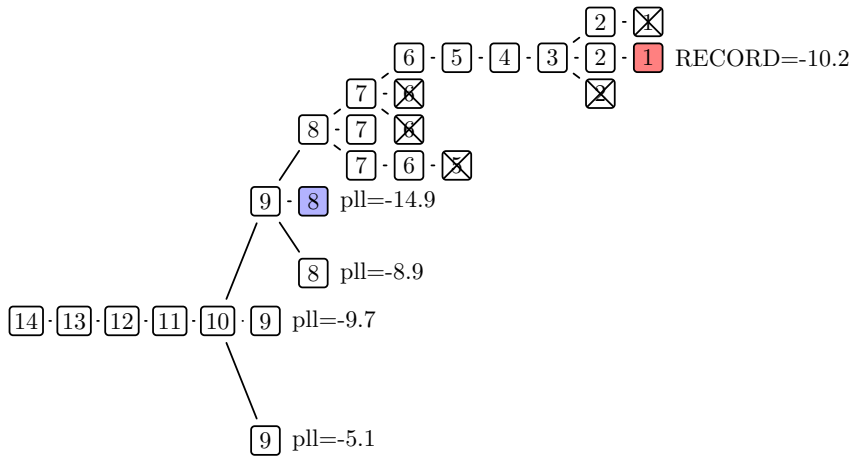 2 1
6 5 4 3 2 1 RECORD=-10.2
7 6 2
8 7 6
7 6 5
9 8 pll=-14.9
8 pll=-8.9
14 13 12 11 10 9 pll=-9.7
9 pll=-5.1